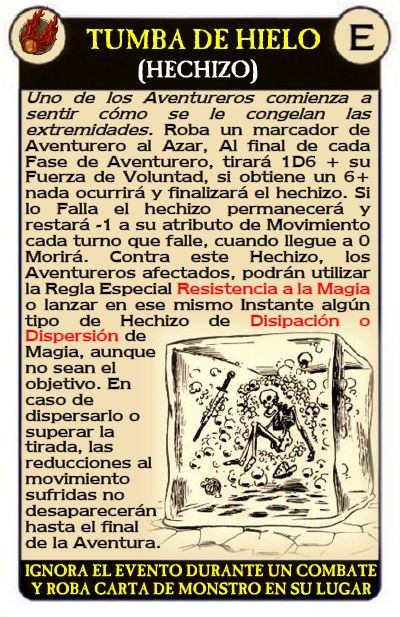 TUMBA DE HIELO
E
(HECHIZO)
Uno de los Aventureros comienza a
sentir cómo se le congelan las
extremidades. Roba un marcador de
Aventurero al Azar, Al final de cada
Fase de Aventurero, tirará 1D6 + su
Fuerza de Voluntad, si obtiene un 6+
nada ocurrirá y finalizará el hechizo. Si
lo Falla el hechizo permanecerá y
restará -1 a su atributo de Movimiento
cada turno que falle, cuando llegue a 0
Morirá. Contra este Hechizo, los
Aventureros afectados, podrán utilizar
la Regla Especial Resistencia a la Magia
o lanzar en ese mismo Instante algún
tipo de Hechizo de Disipación o
Dispersión de
Magia, aunque
no sean el
objetivo. En
caso de
dispersarlo o
superar la
tirada, las
reducciones al
movimiento
sufridas no
desaparecerán
hasta el final
de la Aventura.
IGNORA EL EVENTO DURANTE UN COMBATE
Y ROBA CARTA DE MONSTRO EN SU LUGAR